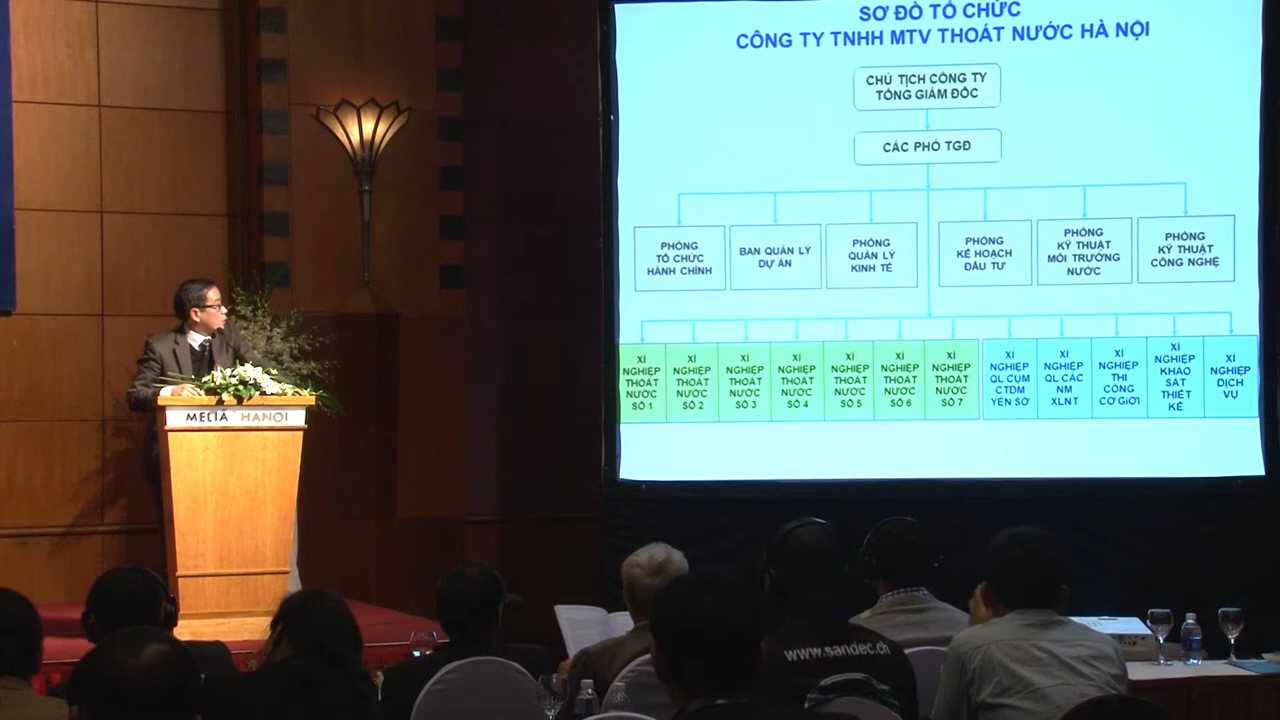 SƠ ĐỒ TỔ CHỨC
CÔNG TY TNHH MTV THOÁT NƯỚC HÀ NỘI
CHỦ TỊCH CÔNG TY
TỔNG GIÁM ĐỐC
CÁC PHÓ TGĐ
PHÒNG
TỔ CHỨC
HÀNH CHÍNH
BAN QUẢN LÝ
DỰ ÁN
PHÒNG
QUẢN LÝ
KINH TẾ
PHÒNG
KẾ HOẠCH
ĐẦU TƯ
PHÒNG
KỸ THUẬT
MÔI TRƯỜNG
NƯỚC
PHÒNG
KỸ THUẬT
CÔNG NGHỆ
XÍ
NGHIỆP
THOÁT
NƯỚC
SỐ 1
XÍ
NGHIỆP
THOÁT
NƯỚC
SỐ 2
XÍ
NGHIỆP
THOÁT
NƯỚC
SỐ 3
XÍ
NGHIỆP
THOÁT
NƯỚC
SỐ 4
XÍ
NGHIỆP
THOÁT
NƯỚC
SỐ 5
XÍ
NGHIỆP
THOÁT
NƯỚC
SỐ 6
XÍ
NGHIỆP
THOÁT
NƯỚC
SỐ 7
XÍ
NGHIỆP
QL CỤM
CTĐM
YÊN SỞ
XÍ
NGHIỆP
QL CÁC
NM
XLNT
XÍ
NGHIỆP
THI
CÔNG
CƠ GIỚI
XÍ
NGHIỆP
KHẢO
SÁT
THIẾT
KẾ
XÍ
NGHIỆP
DỊCH
VỤ
MELIÁ HANOI
www.sandec.ch